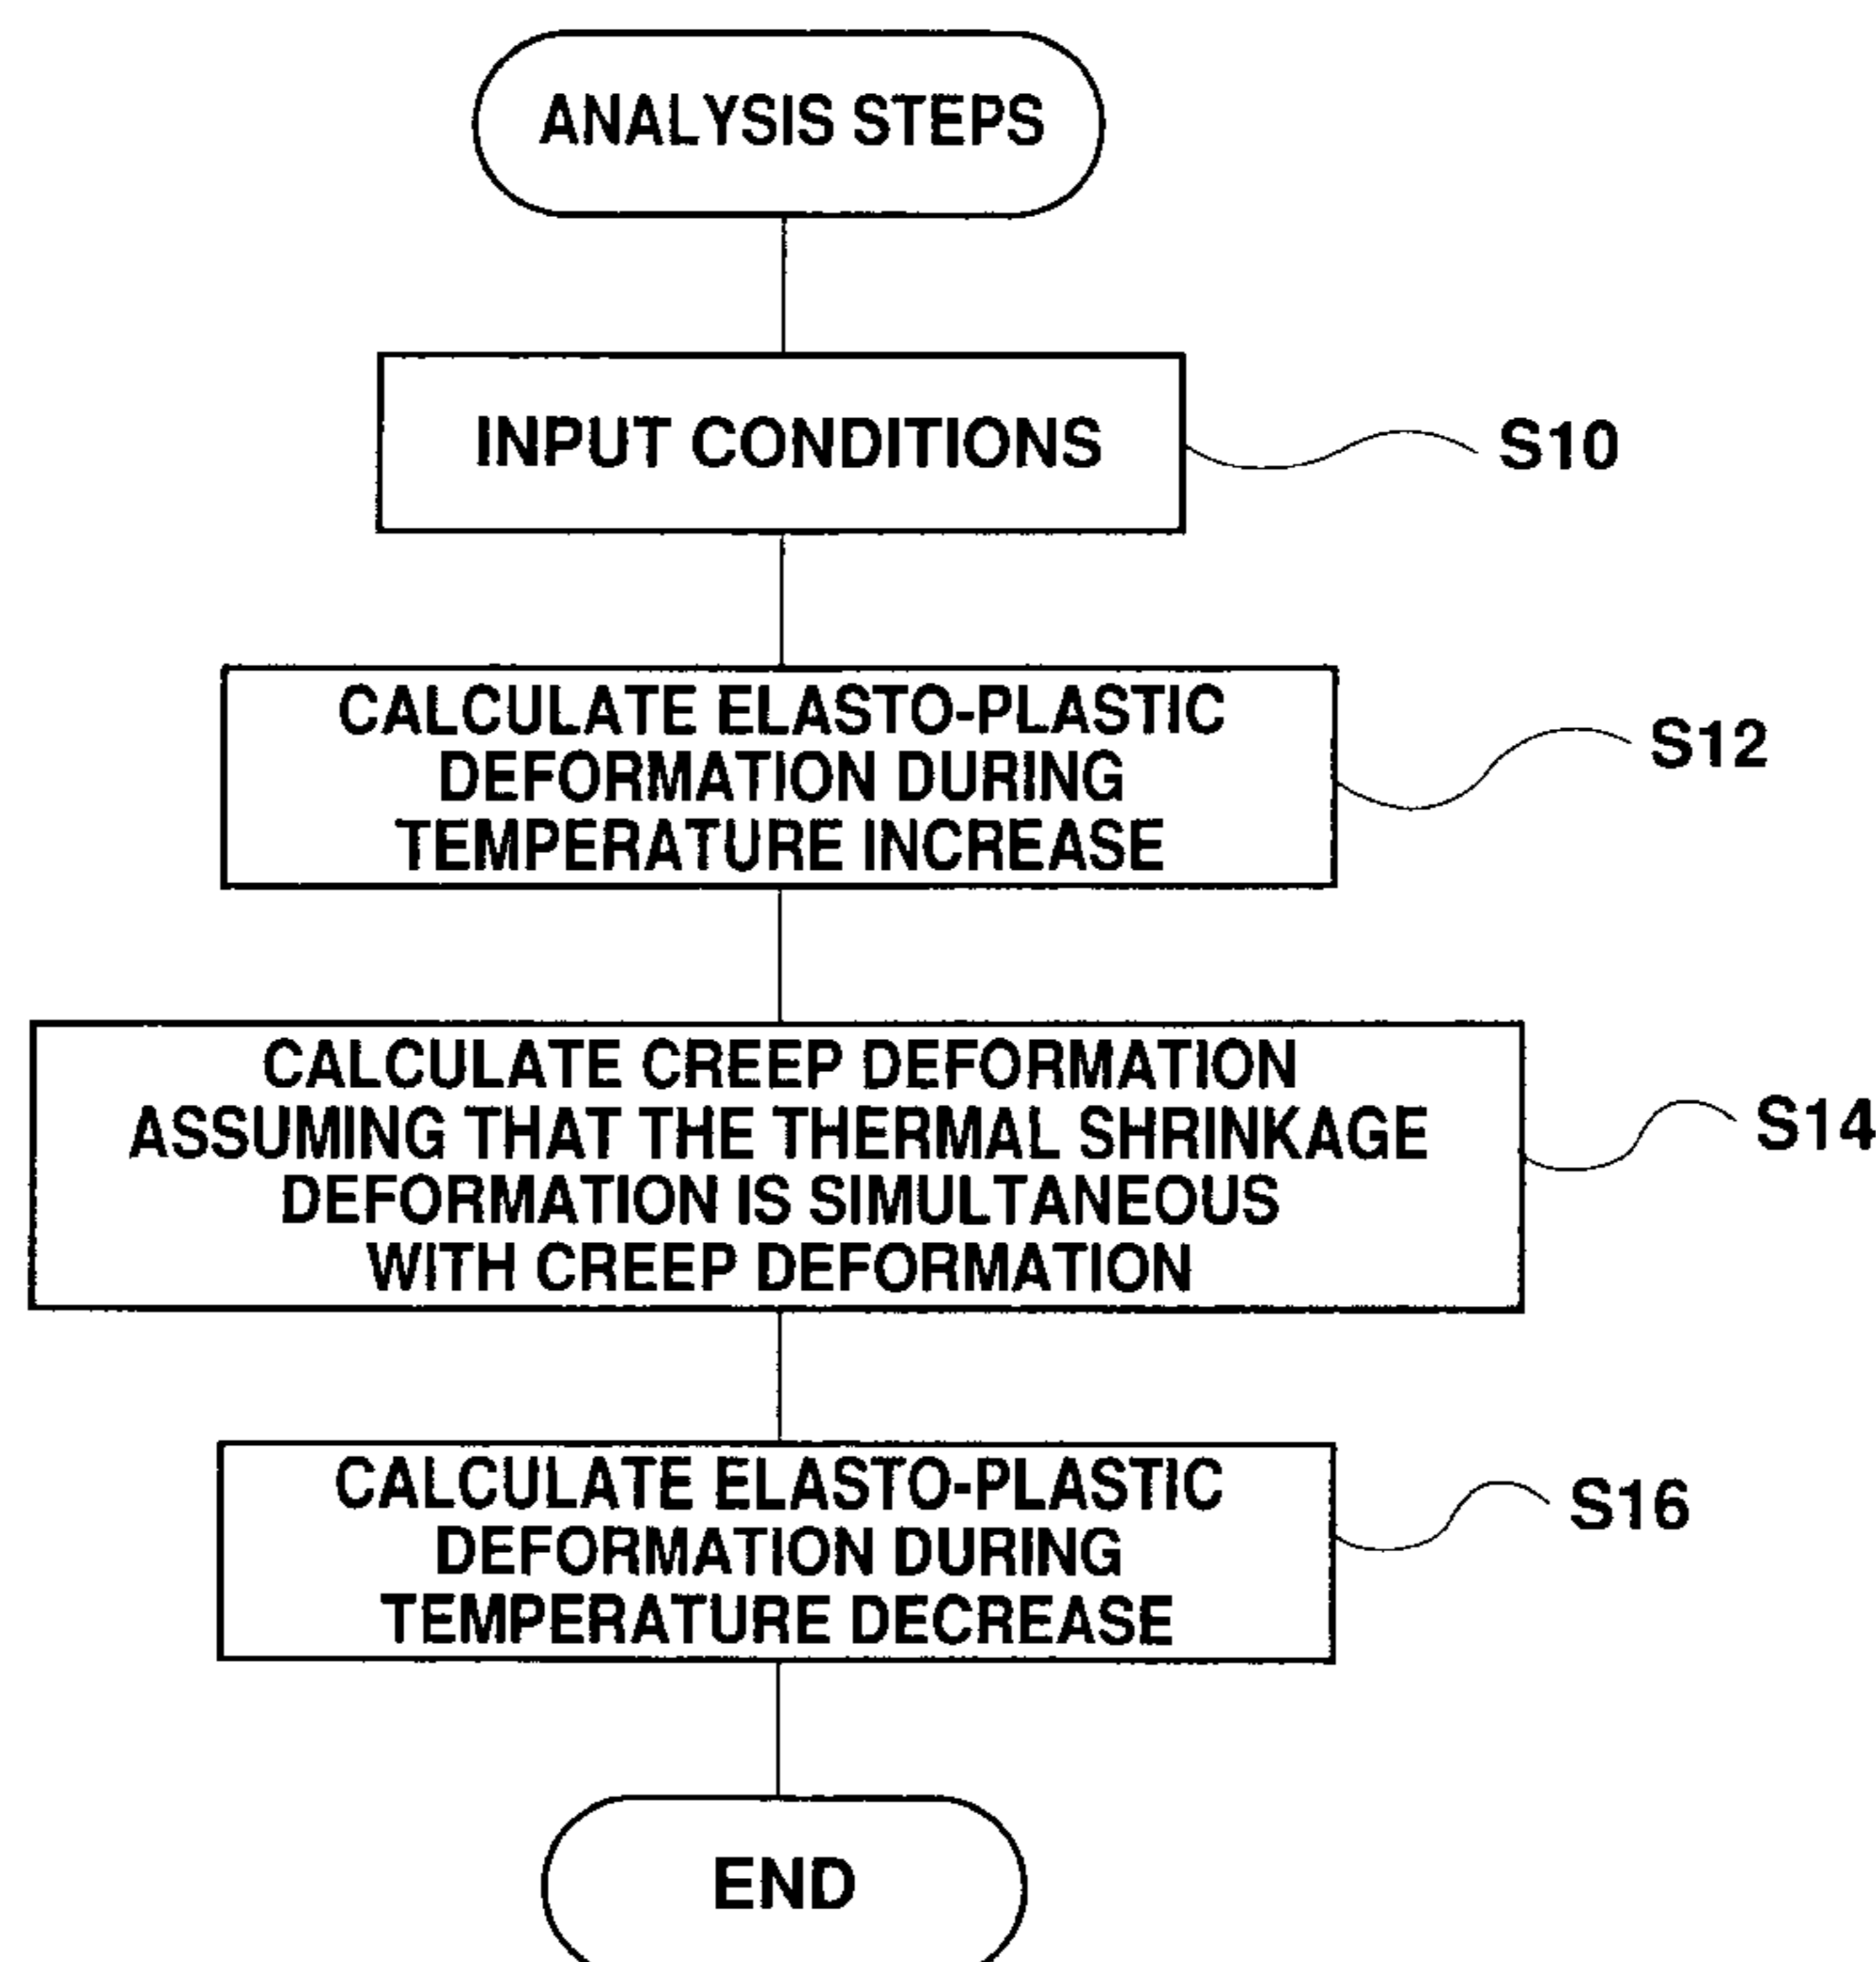 ANALYSIS STEPS
INPUT CONDITIONS
S10
CALCULATE ELASTO-PLASTIC
DEFORMATION DURING
TEMPERATURE INCREASE
S12
CALCULATE CREEP DEFORMATION
ASSUMING THAT THE THERMAL SHRINKAGE
DEFORMATION IS SIMULTANEOUS
WITH CREEP DEFORMATION
S14
CALCULATE ELASTO-PLASTIC
DEFORMATION DURING
TEMPERATURE DECREASE
S16
END